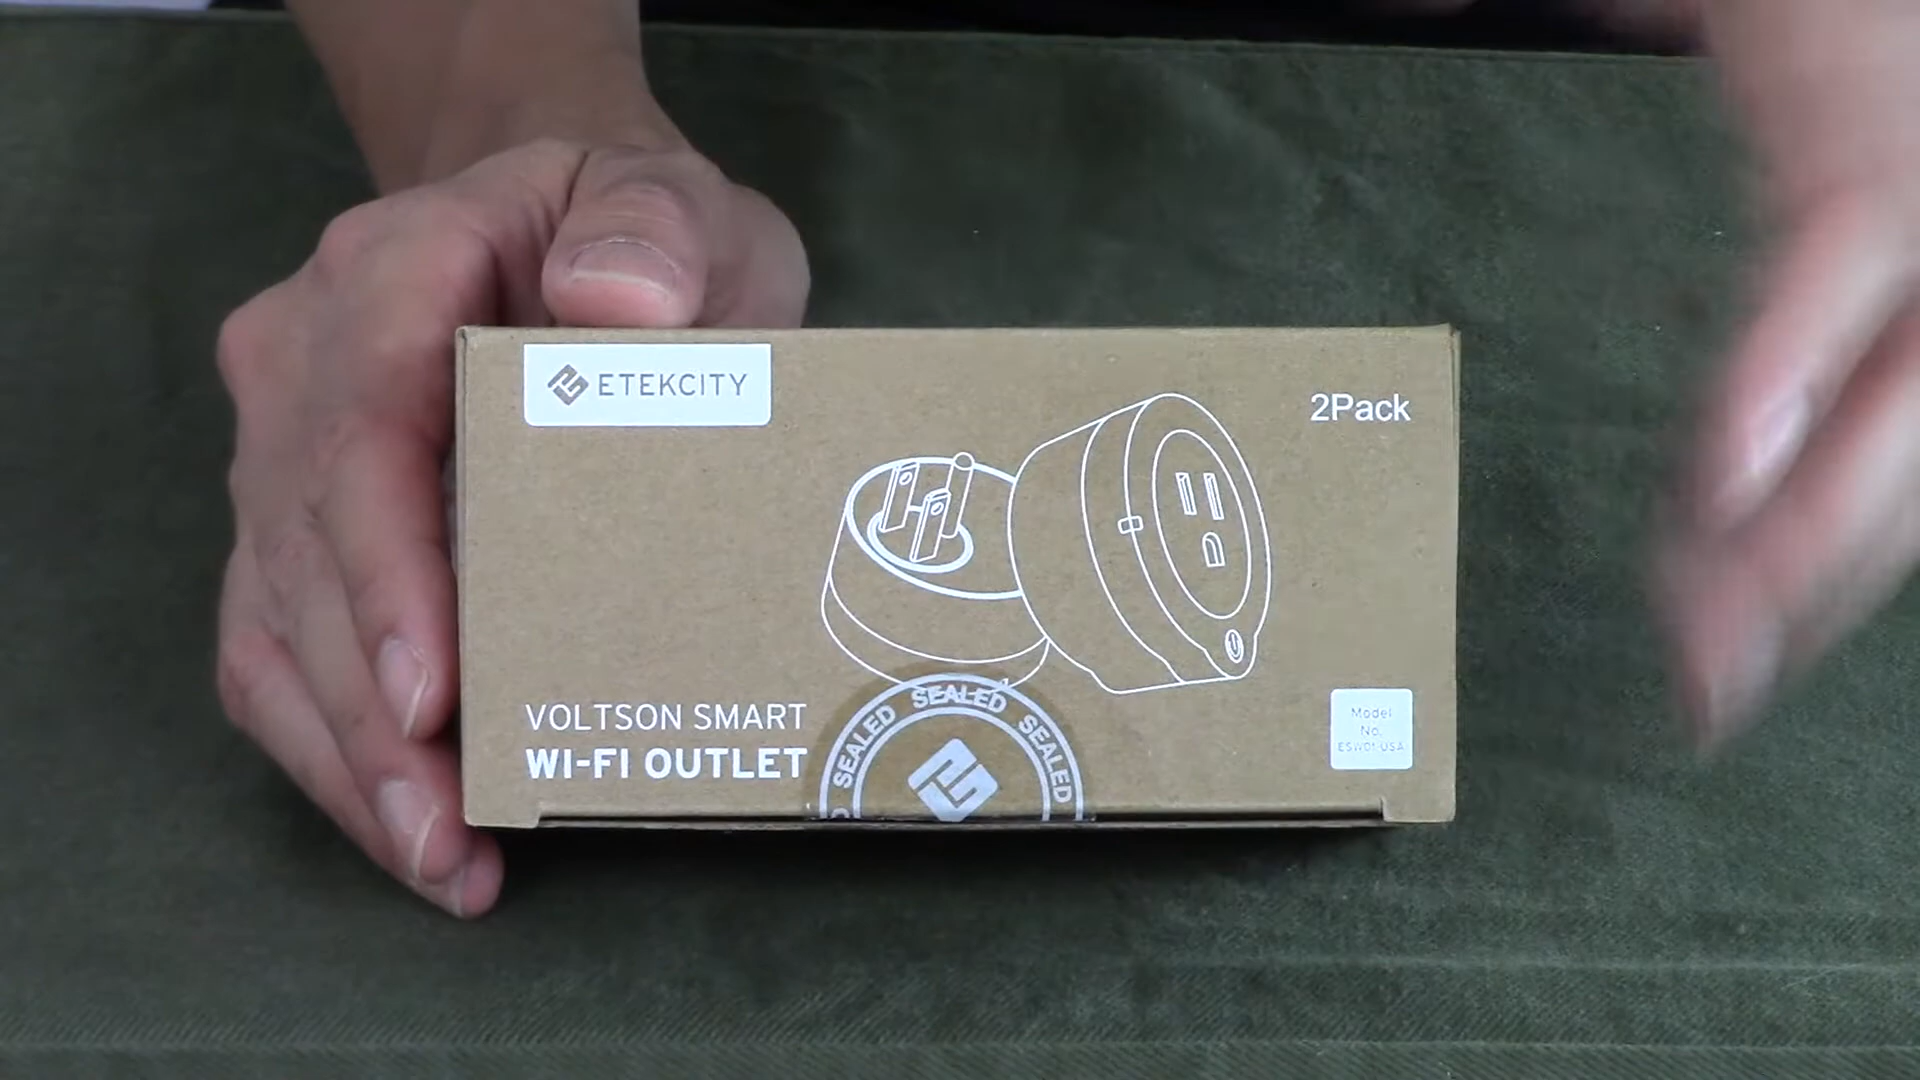 ETEKCITY
2Pack
VOLTSON SMART
WI-FI OUTLET
SEALED SEALED SEALED
Model
No.
ESW01-USA